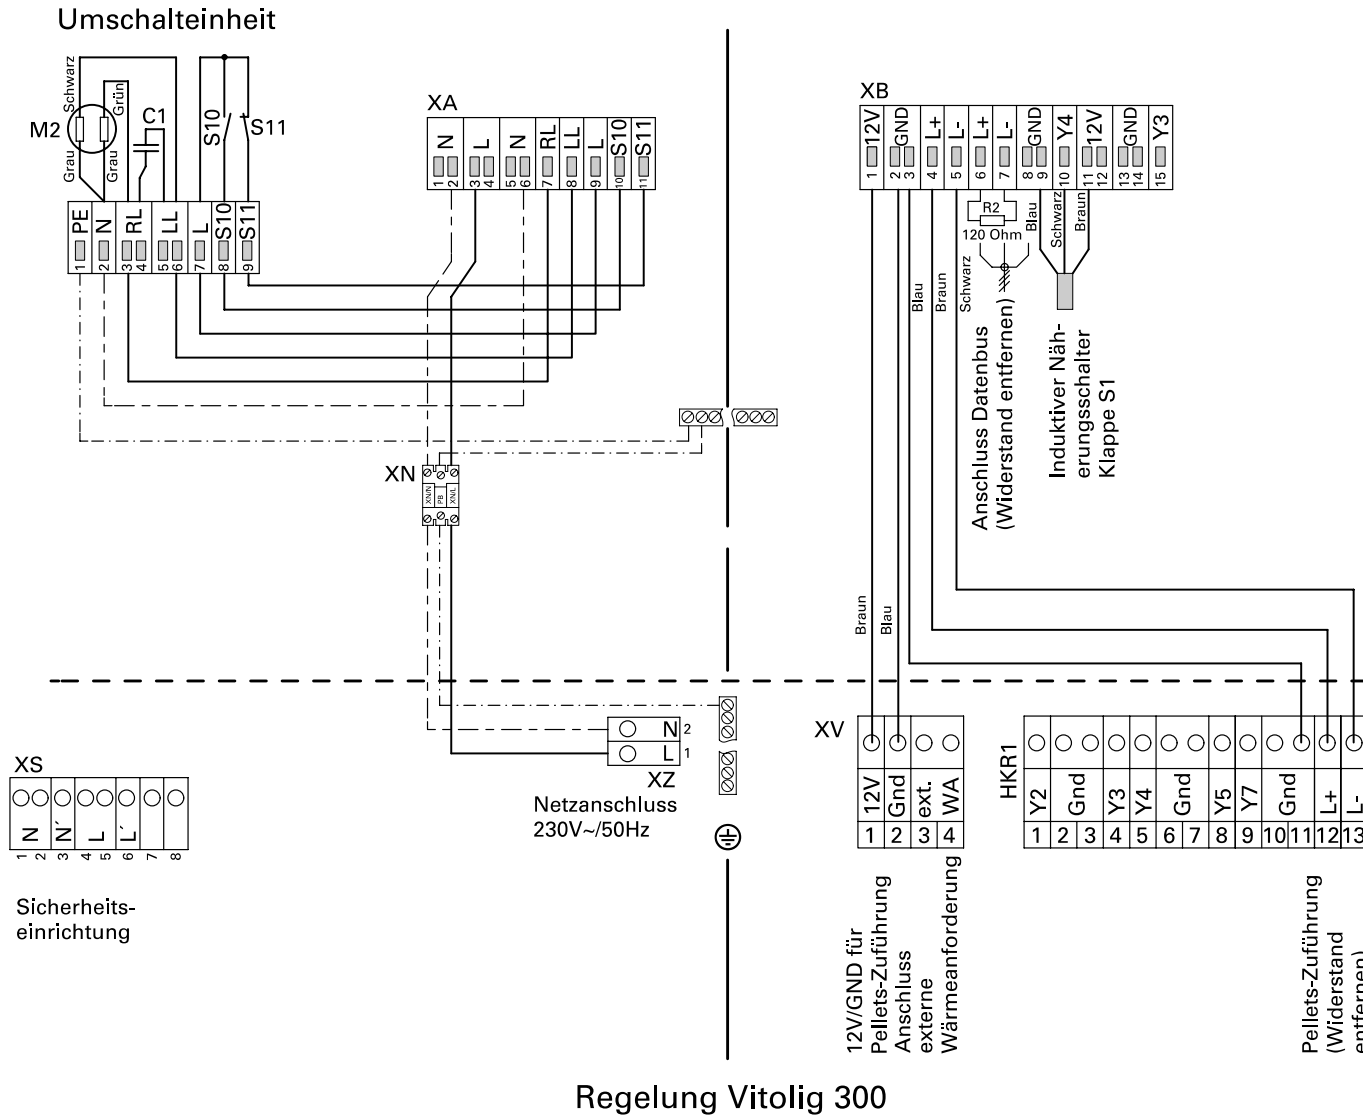 Umschalteinheit
Schwarz
Grün
M2
C1
S10
S11
Grau
Grau
PE
N
RL
LL
L
S10
S11
1 2 3 4 5 6 7 8 9
XA
N
L
N
RL
LL
L
S10
S11
1 2 3 4 5 6 7 8 9 10 11
XB
12V
GND
L+
L-
L+
L-
GND
Y4
12V
GND
Y3
1 2 3 4 5 6 7 8 9 10 11 12 13 14 15
R2
120 Ohm
Blau
Schwarz
Braun
Blau
Braun
Schwarz
Anschluss Datenbus
(Widerstand entfernen)
Induktiver Näh-
erungsschalter
Klappe S1
XN
XN/N
PB
XN/L
Braun
Blau
N 2
L 1
XZ
Netzanschluss
230V~/50Hz
XS
N
N´
L
L´
1 2 3 4 5 6 7 8
Sicherheits-
einrichtung
XV
12V
Gnd
ext.
WA
1 2 3 4
12V/GND für
Pellets-Zuführung
Anschluss
externe
Wärmeanforderung
HKR1
Y2
Gnd
Y3
Y4
Gnd
Y5
Y7
Gnd
L+
L-
1 2 3 4 5 6 7 8 9 10 11 12 13
Pellets-Zuführung
(Widerstand
entfernen)
Regelung Vitolig 300